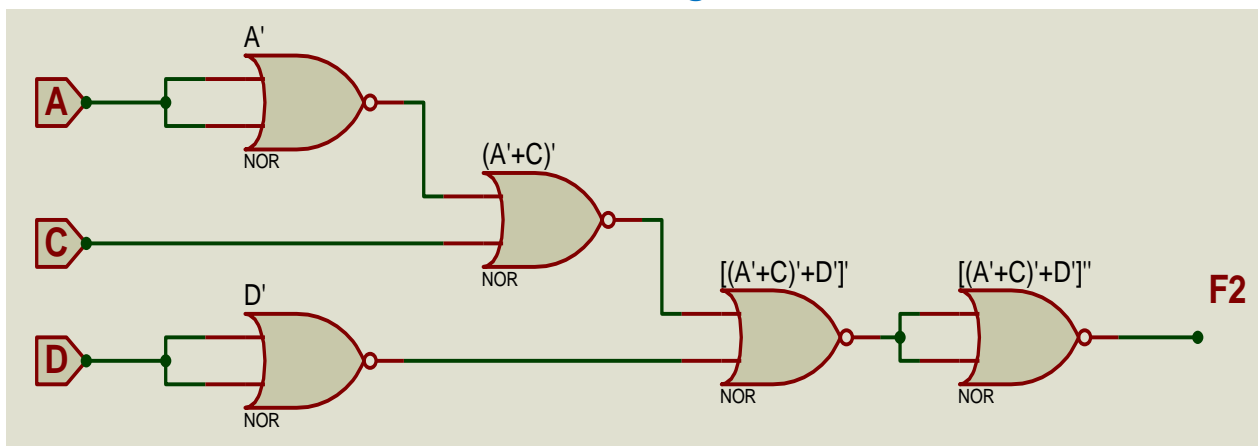 A'
A
NOR
(A'+C)'
C
NOR
D'
[(A'+C)'+D']'
[(A'+C)'+D']''
F2
D
NOR
NOR
NOR